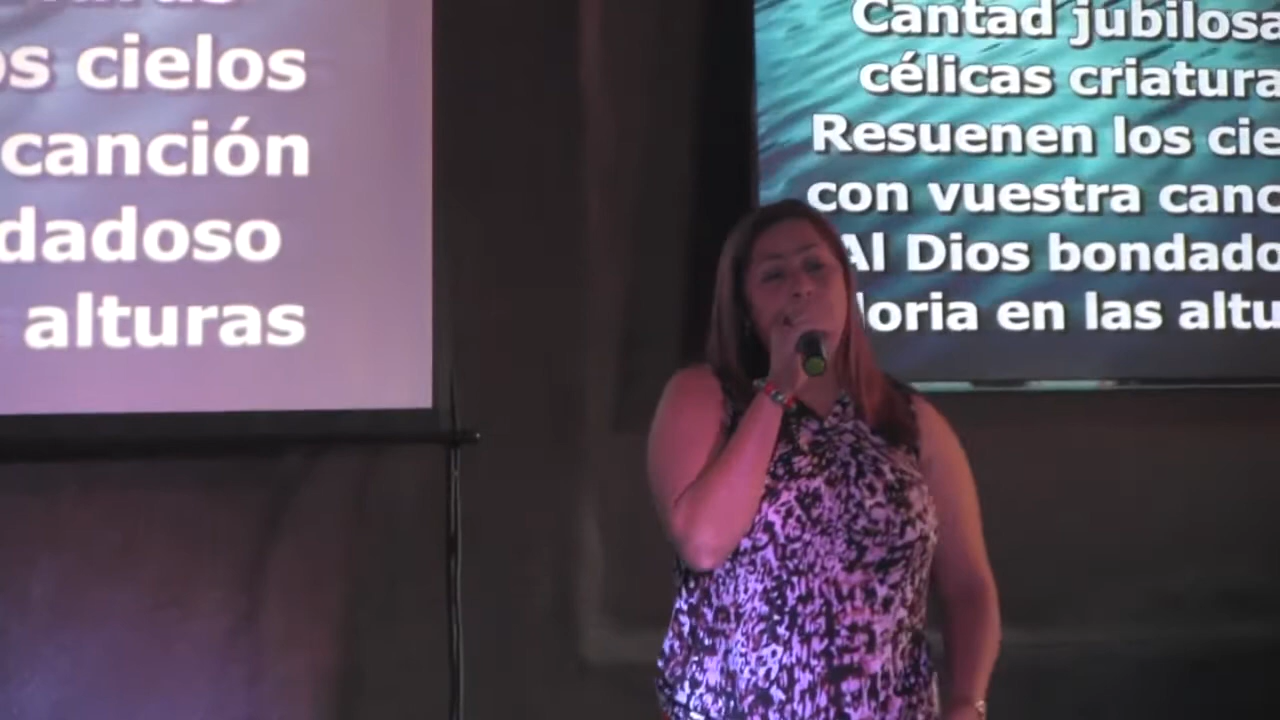 os cielos
canción
dadoso
alturas
Cantad jubilosa
célicas criatura
Resuenen los cie
con vuestra canc
Al Dios bondado
loria en las altu